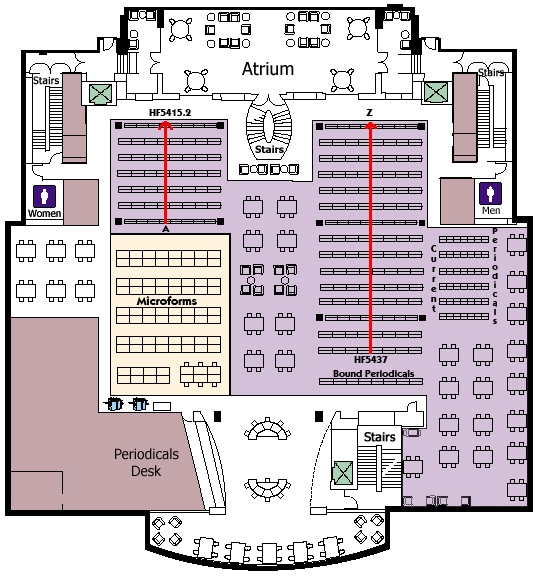 Atrium
Stairs
Stairs
HF5415.2
Z
Stairs
Women
Men
A
Periodicals
Current
Microforms
HF5437
Bound Periodicals
Stairs
Periodicals
Desk